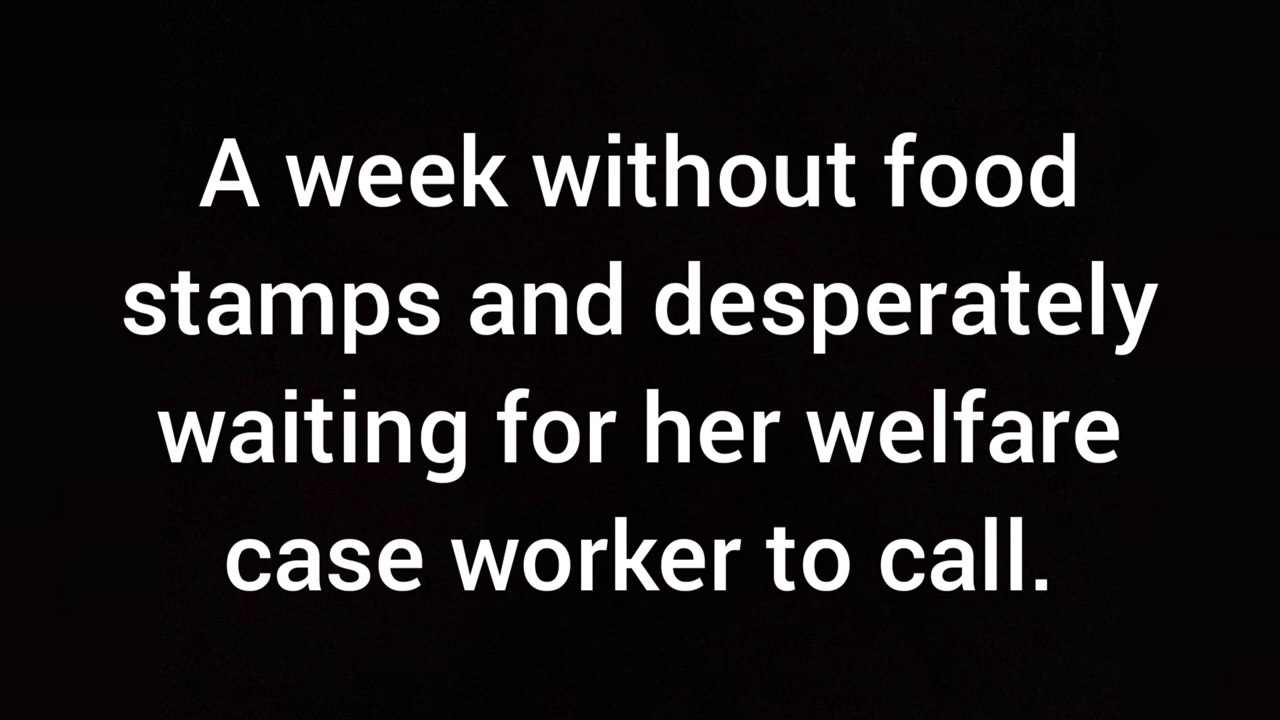 A week without food
stamps and desperately
waiting for her welfare
case worker to call.